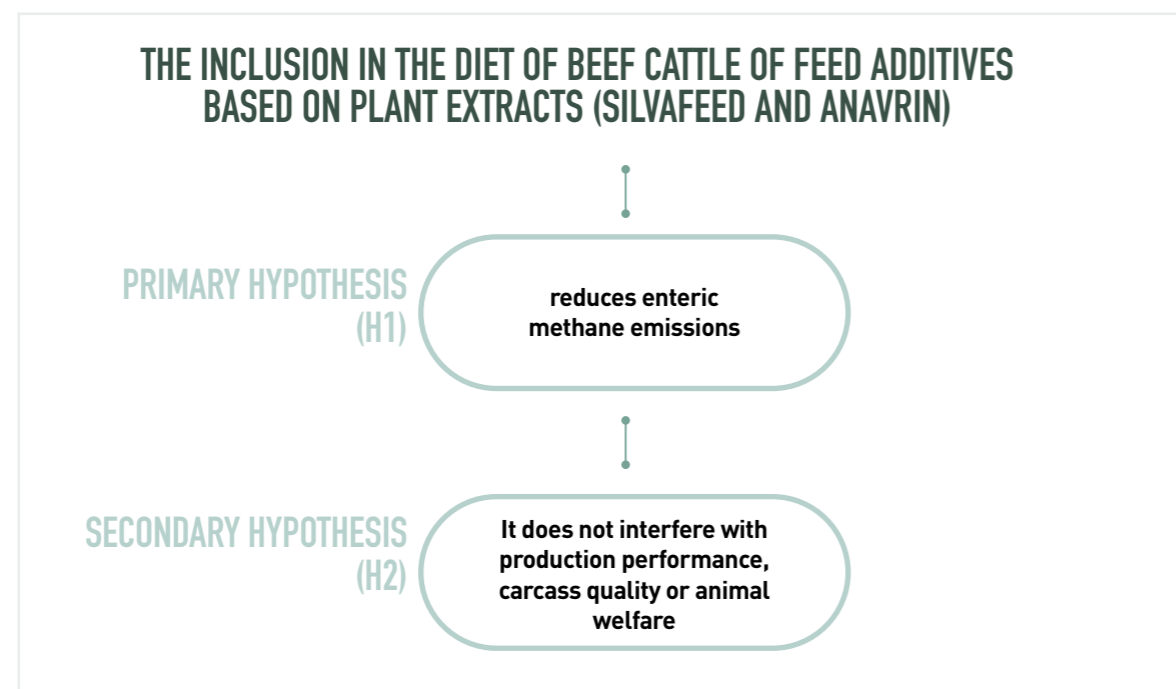 THE INCLUSION IN THE DIET OF BEEF CATTLE OF FEED ADDITIVES
BASED ON PLANT EXTRACTS (SILVAFEED AND ANAVRIN)
PRIMARY HYPOTHESIS
(H1)
reduces enteric
methane emissions
SECONDARY HYPOTHESIS
(H2)
It does not interfere with
production performance,
carcass quality or animal
welfare